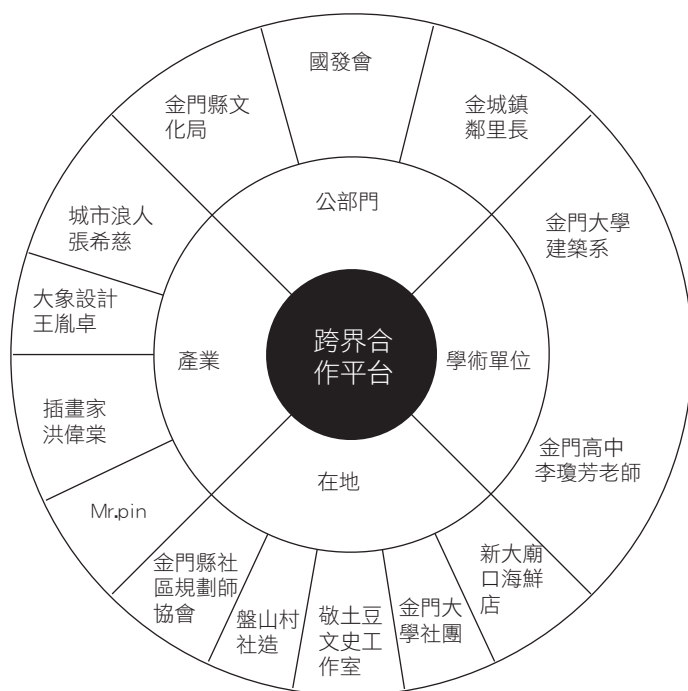 國發會
金門縣文
化局
金城鎮
鄰里長
公部門
城市浪人
張希慈
金門大學
建築系
大象設計
王胤卓
跨界合
作平台
產業
學術單位
插畫家
洪偉棠
金門高中
李瓊芳老師
在地
Mr.pin
金門縣社
區規劃師
協會
盤山村
社造
敬土豆
文史工
作室
金門大
學社團
新大廟
口海鮮
店